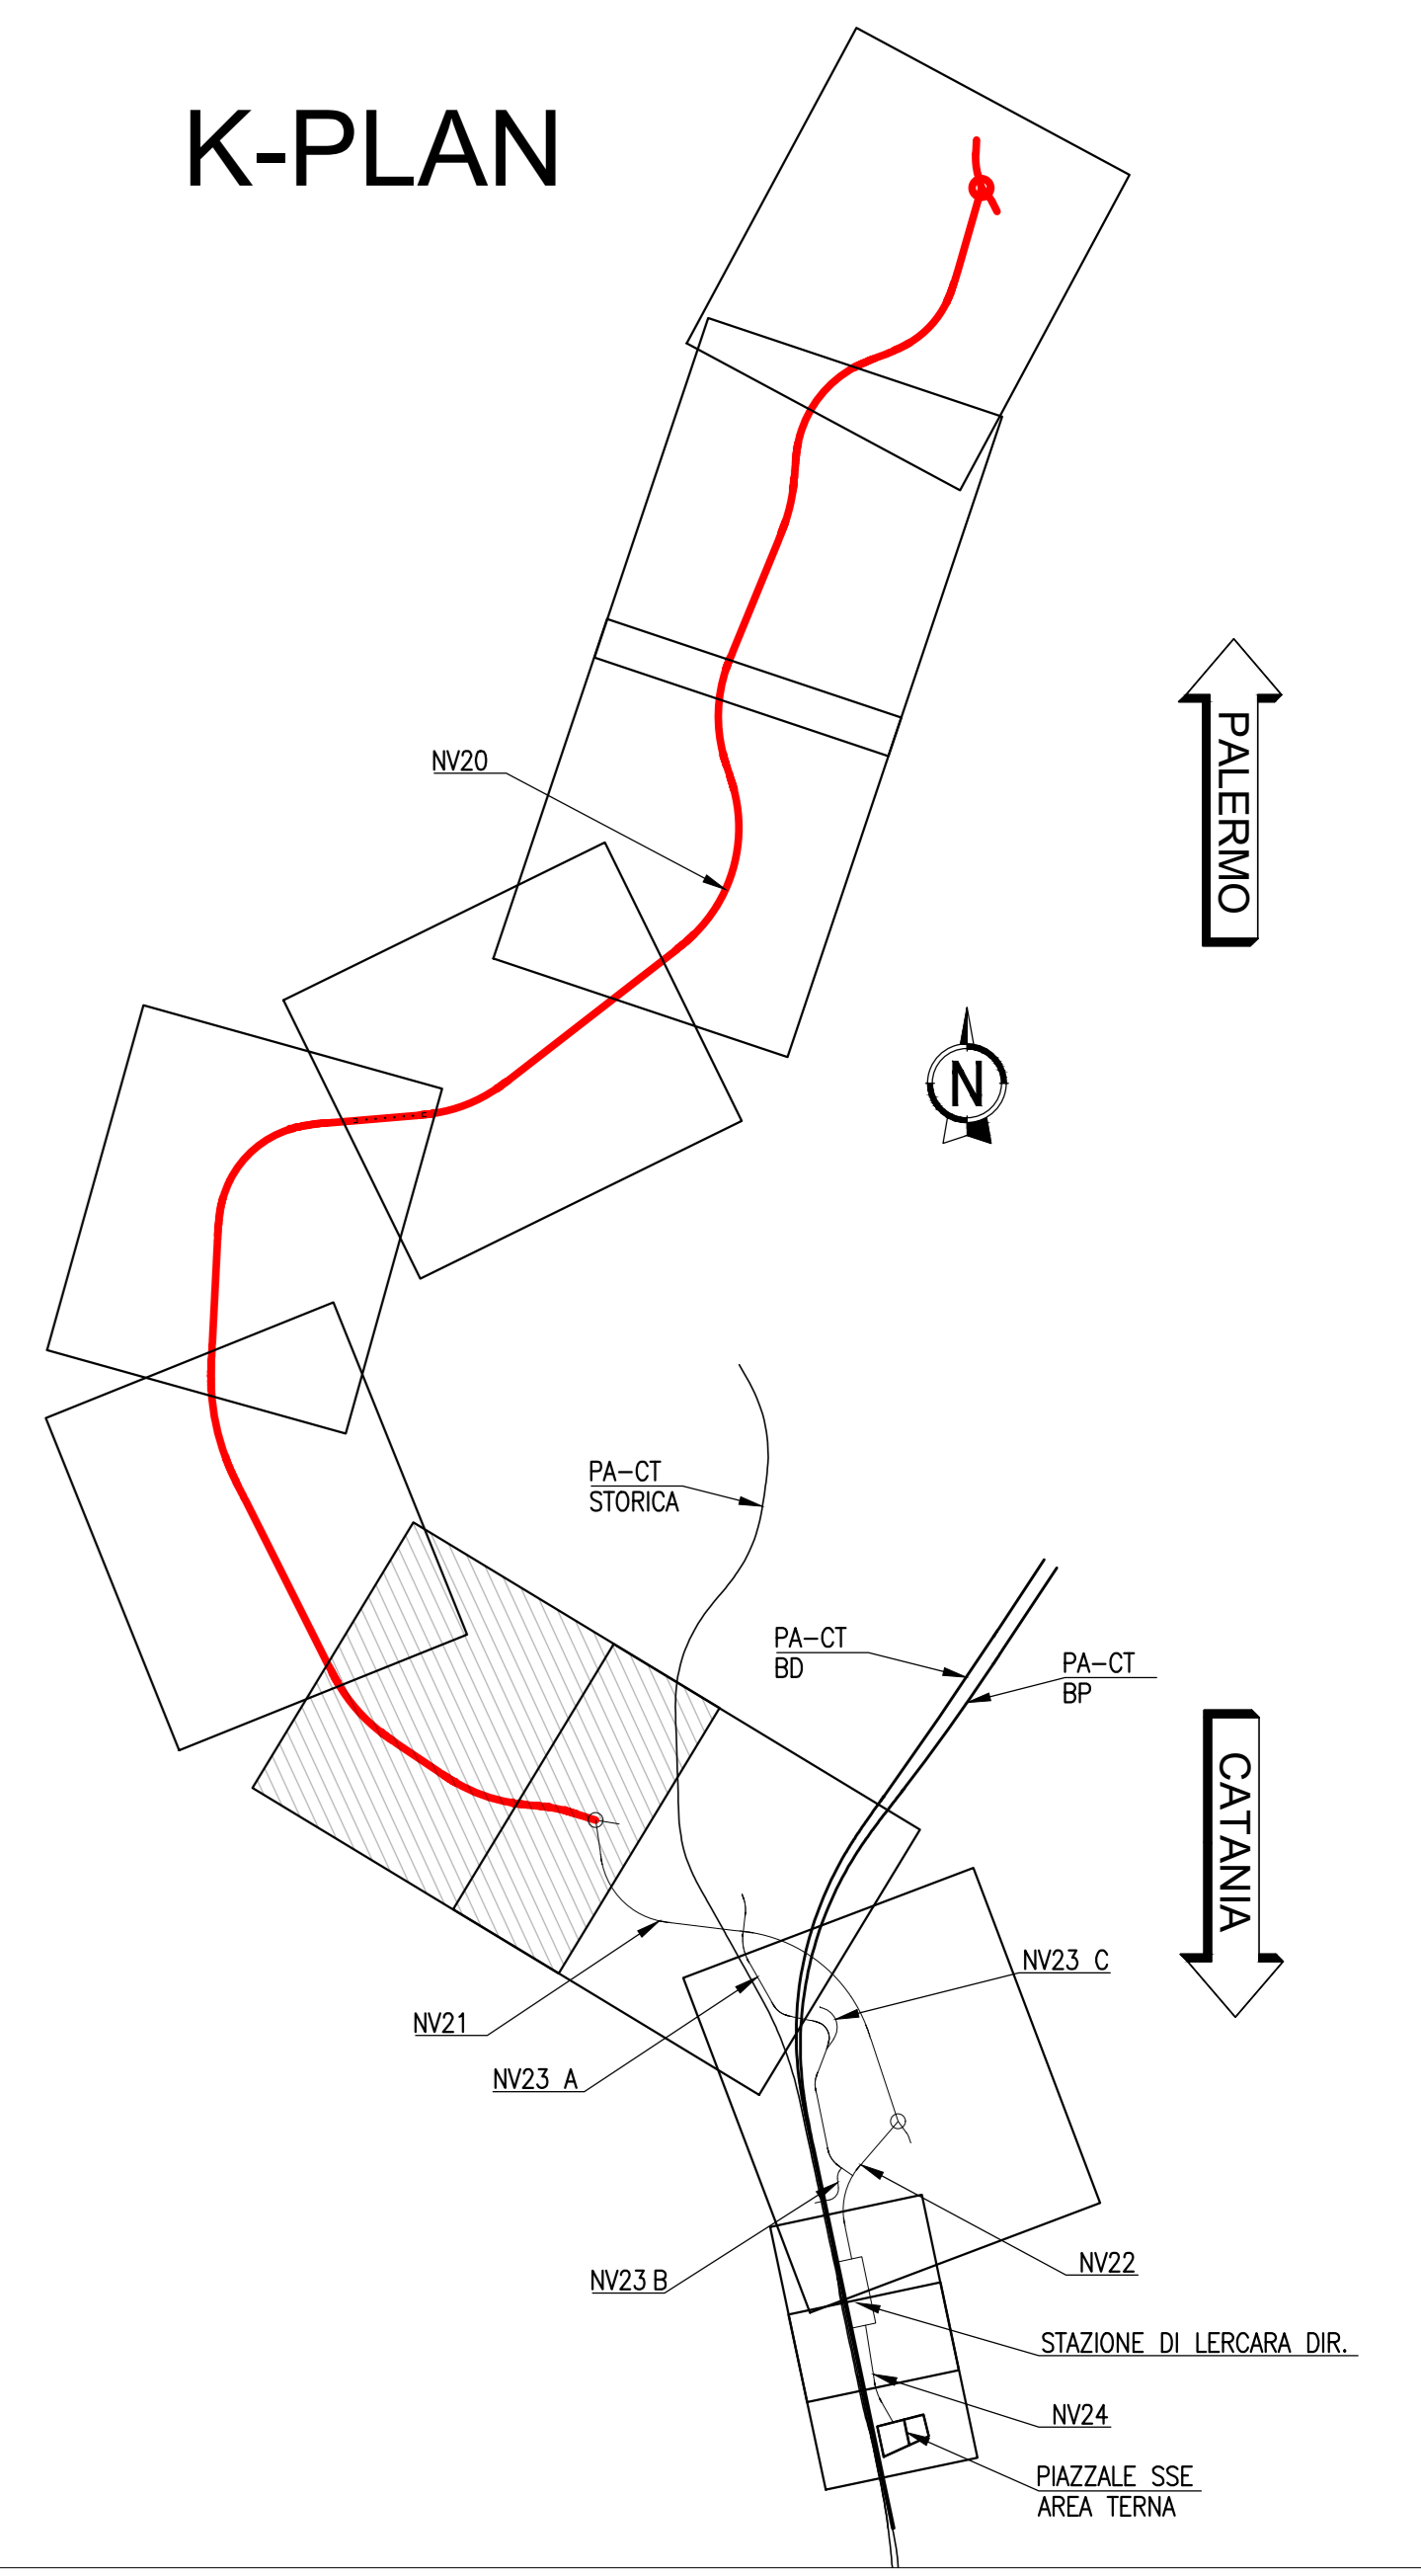 K-PLAN
PALERMO
NV20
N
PA-CT
STORICA
PA-CT
BD
PA-CT
BP
CATANIA
NV23 C
NV21
NV23 A
NV22
NV23 B
STAZIONE DI LERCARA DIR.
NV24
PIAZZALE SSE
AREA TERNA